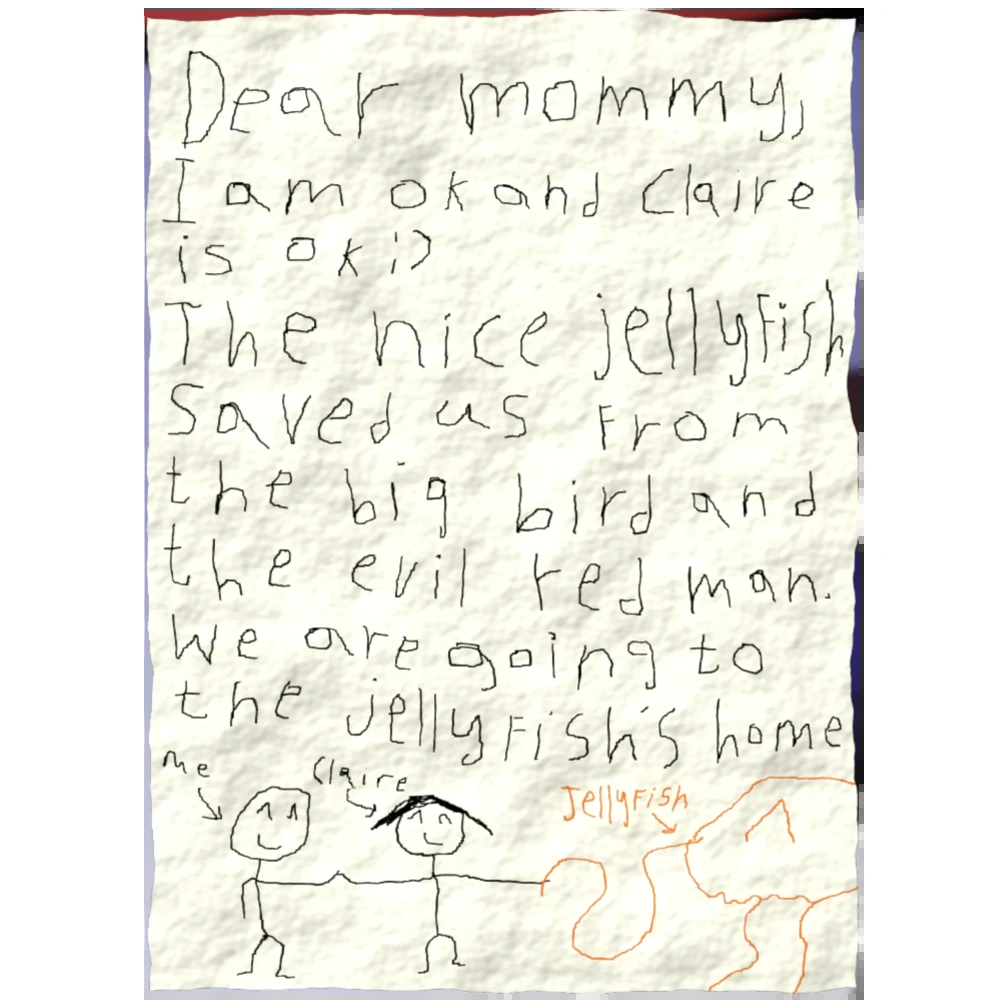 Dear mommy,
I am ok and Claire
is ok :)
The nice jellyfish
saved us from
the big bird and
the evil red man.
We are going to
the jellyfish's home
Me
Claire
Jellyfish